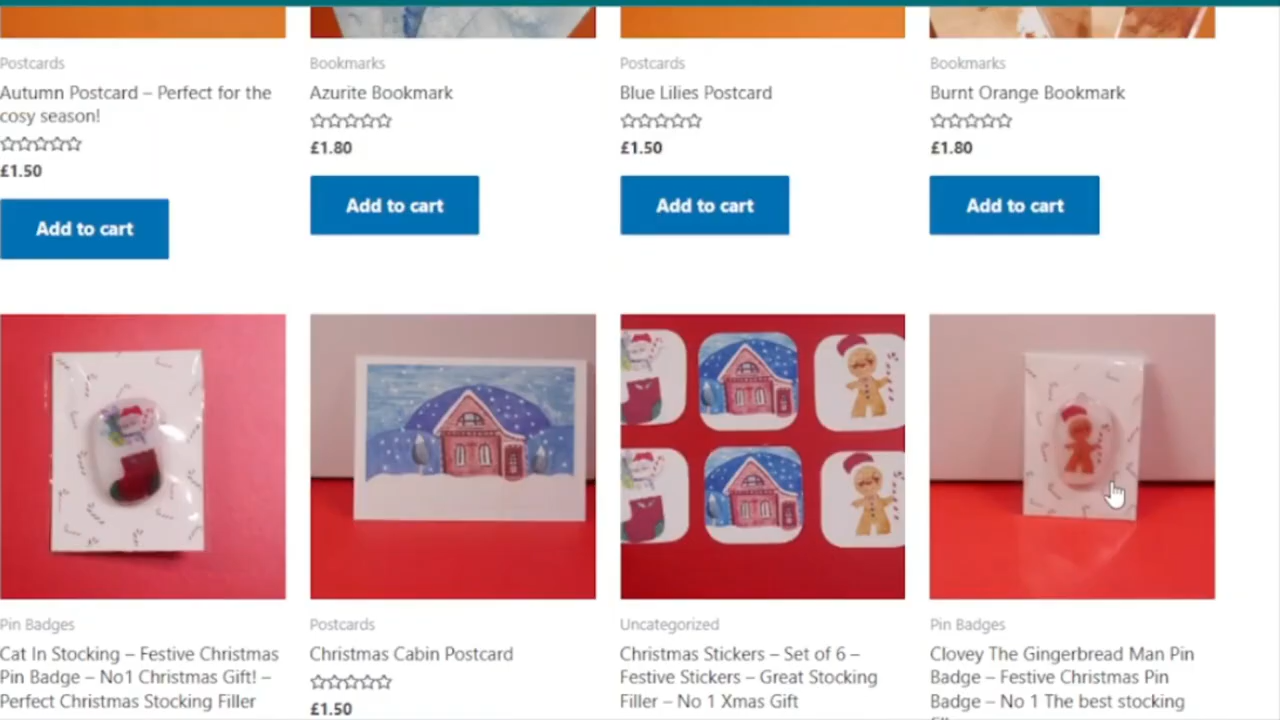 Postcards
Autumn Postcard – Perfect for the
cosy season!
£1.50
Add to cart
Bookmarks
Azurite Bookmark
£1.80
Add to cart
Postcards
Blue Lilies Postcard
£1.50
Add to cart
Bookmarks
Burnt Orange Bookmark
£1.80
Add to cart
Pin Badges
Cat In Stocking – Festive Christmas
Pin Badge – No1 Christmas Gift! –
Perfect Christmas Stocking Filler
Postcards
Christmas Cabin Postcard
£1.50
Uncategorized
Christmas Stickers – Set of 6 –
Festive Stickers – Great Stocking
Filler – No 1 Xmas Gift
Pin Badges
Clovey The Gingerbread Man Pin
Badge – Festive Christmas Pin
Badge – No 1 The best stocking